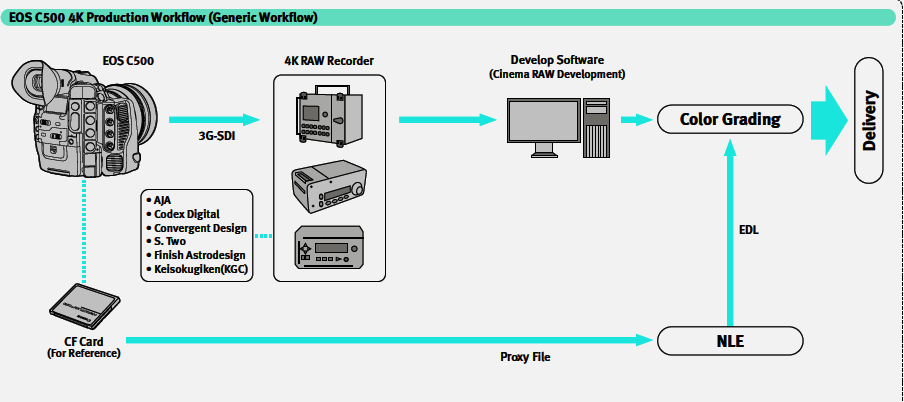 EOS C500 4K Production Workflow (Generic Workflow)
EOS C500
4K RAW Recorder
Develop Software
(Cinema RAW Development)
3G-SDI
Color Grading
Delivery
• AJA
• Codex Digital
• Convergent Design
• S. Two
• Finish Astrodesign
• Keisokugiken(KGC)
EDL
CF Card
(For Reference)
Proxy File
NLE